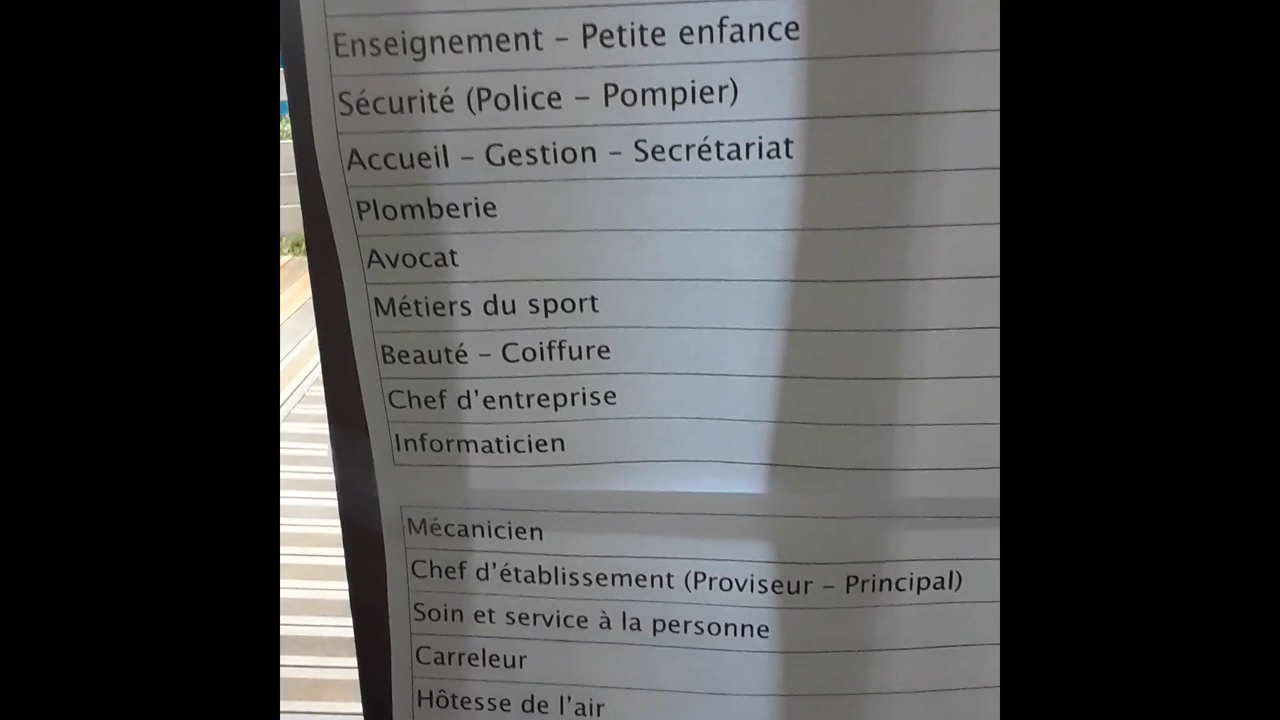 Enseignement – Petite enfance
Sécurité (Police – Pompier)
Accueil – Gestion – Secrétariat
Plomberie
Avocat
Métiers du sport
Beauté – Coiffure
Chef d'entreprise
Informaticien
Mécanicien
Chef d'établissement (Proviseur – Principal)
Soin et service à la personne
Carreleur
Hôtesse de l'air